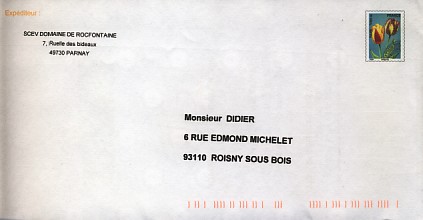 Expéditeur :
SCEV DOMAINE DE ROCFONTAINE
7, Ruelle des bideaux
49730 PARNAY
Monsieur DIDIER
6 RUE EDMOND MICHELET
93110 ROISNY SOUS BOIS